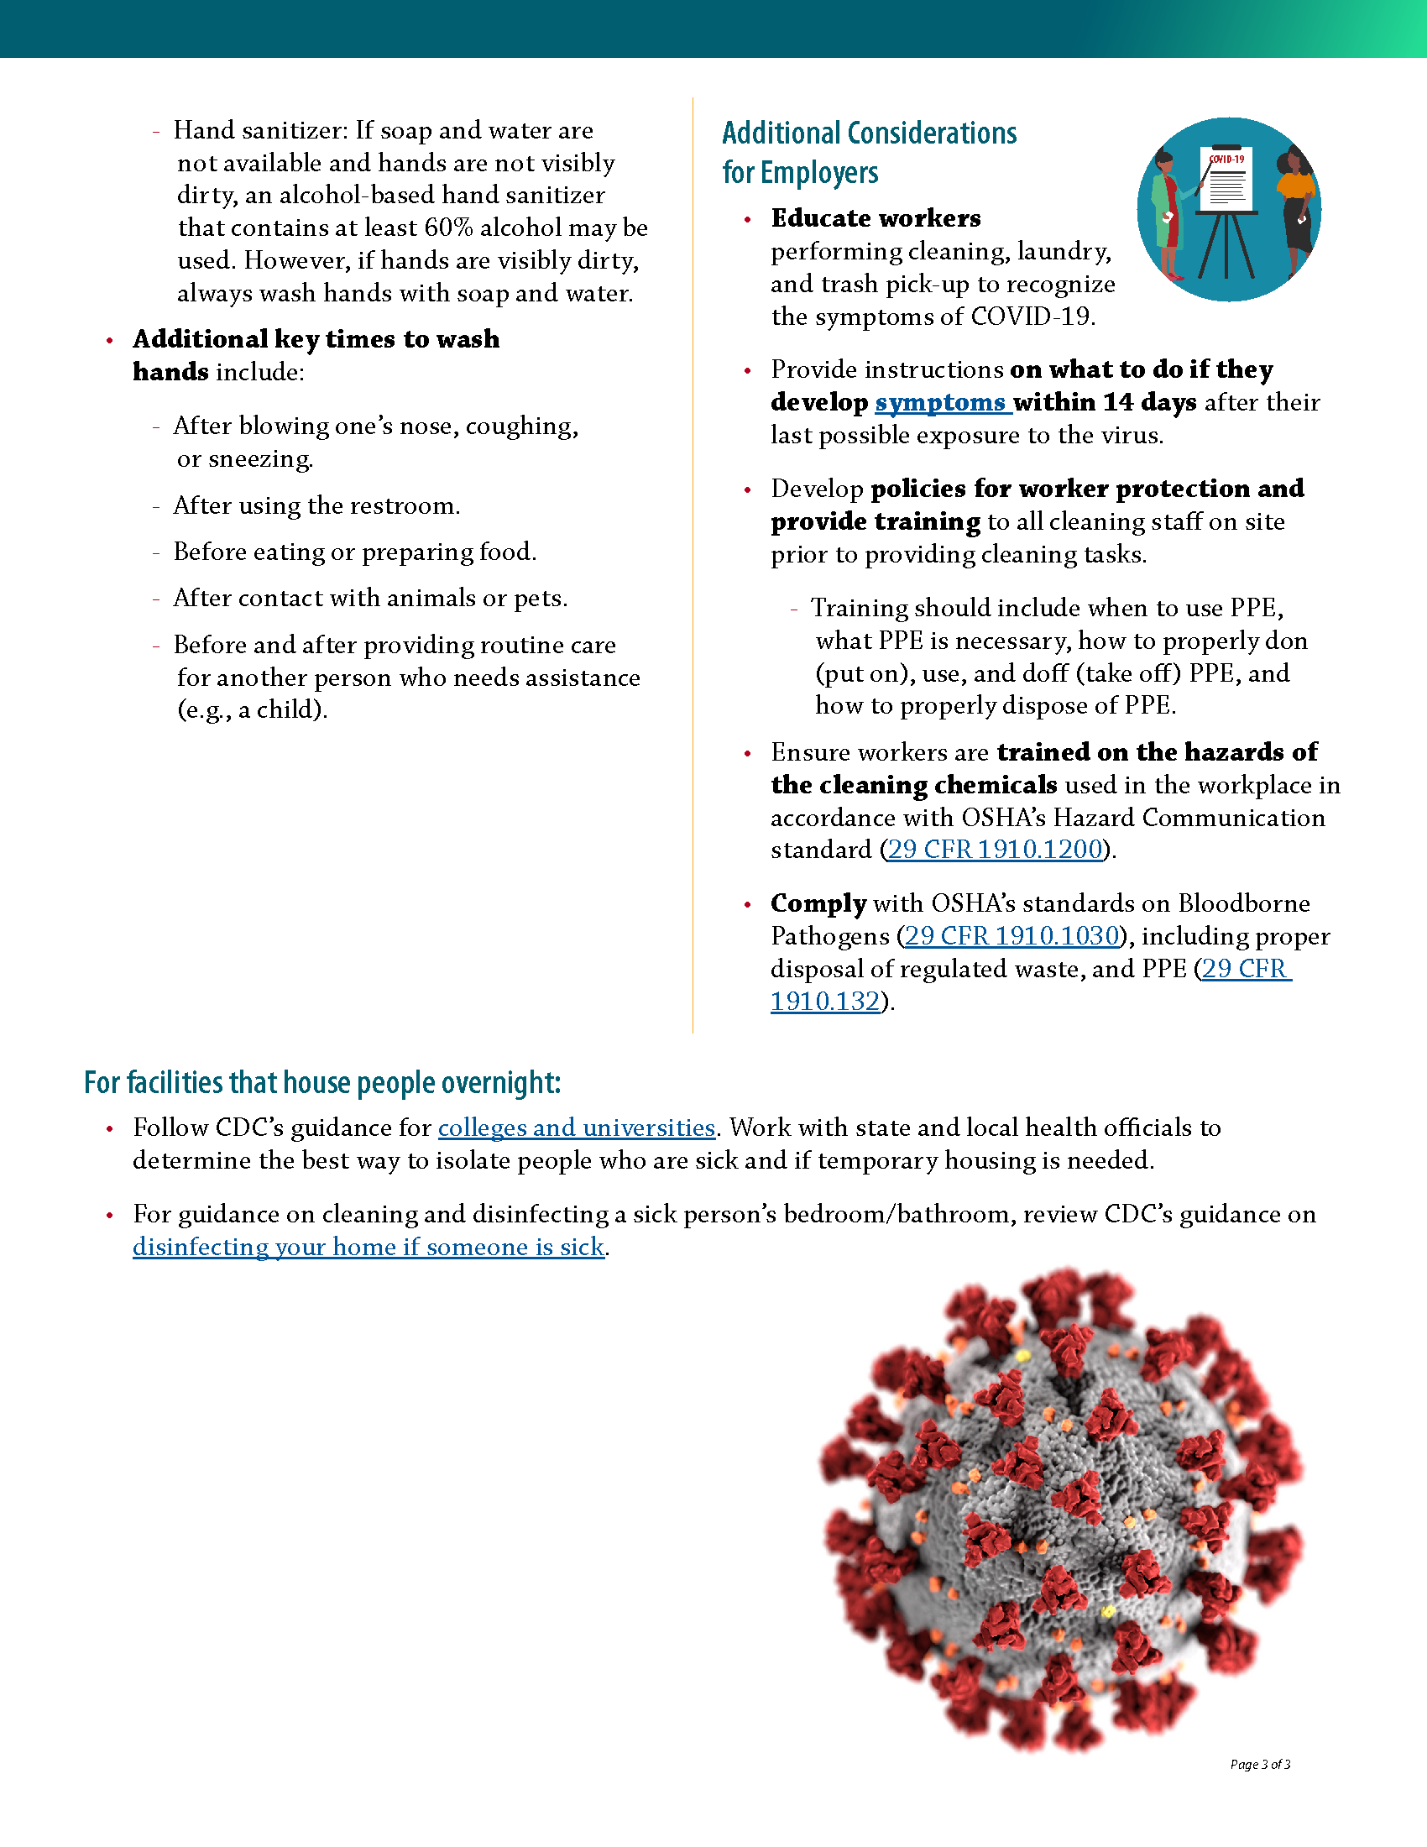 - Hand sanitizer: If soap and water are
not available and hands are not visibly
dirty, an alcohol-based hand sanitizer
that contains at least 60% alcohol may be
used. However, if hands are visibly dirty,
always wash hands with soap and water.
• Additional key times to wash
hands include:
- After blowing one’s nose, coughing,
or sneezing.
- After using the restroom.
- Before eating or preparing food.
- After contact with animals or pets.
- Before and after providing routine care
for another person who needs assistance
(e.g., a child).
Additional Considerations
for Employers
COVID-19
• Educate workers
performing cleaning, laundry,
and trash pick-up to recognize
the symptoms of COVID-19.
• Provide instructions on what to do if they
develop symptoms within 14 days after their
last possible exposure to the virus.
• Develop policies for worker protection and
provide training to all cleaning staff on site
prior to providing cleaning tasks.
- Training should include when to use PPE,
what PPE is necessary, how to properly don
(put on), use, and doff (take off) PPE, and
how to properly dispose of PPE.
• Ensure workers are trained on the hazards of
the cleaning chemicals used in the workplace in
accordance with OSHA’s Hazard Communication
standard (29 CFR 1910.1200).
• Comply with OSHA’s standards on Bloodborne
Pathogens (29 CFR 1910.1030), including proper
disposal of regulated waste, and PPE (29 CFR
1910.132).
For facilities that house people overnight:
• Follow CDC’s guidance for colleges and universities. Work with state and local health officials to
determine the best way to isolate people who are sick and if temporary housing is needed.
• For guidance on cleaning and disinfecting a sick person’s bedroom/bathroom, review CDC’s guidance on
disinfecting your home if someone is sick.
Page 3 of 3